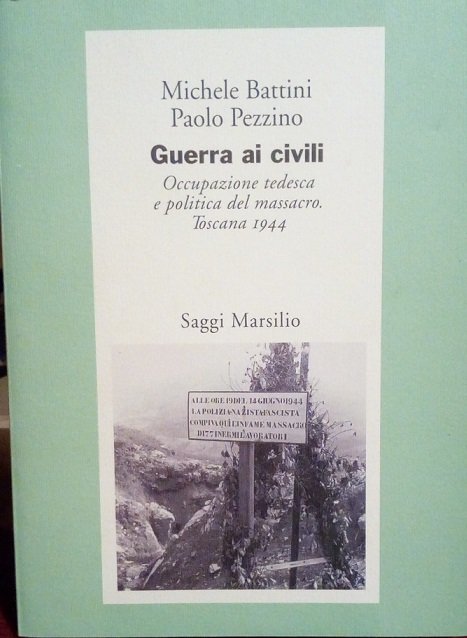 Michele Battini
Paolo Pezzino
Guerra ai civili
Occupazione tedesca
e politica del massacro.
Toscana 1944
Saggi Marsilio
ALLE ORE 19 DEL 14 GIUGNO 1944
LA POLIZIA NAZISTA FASCISTA
COMPIVA QUI L'INFAME MASSACRO
DI 77 INERMI LAVORATORI